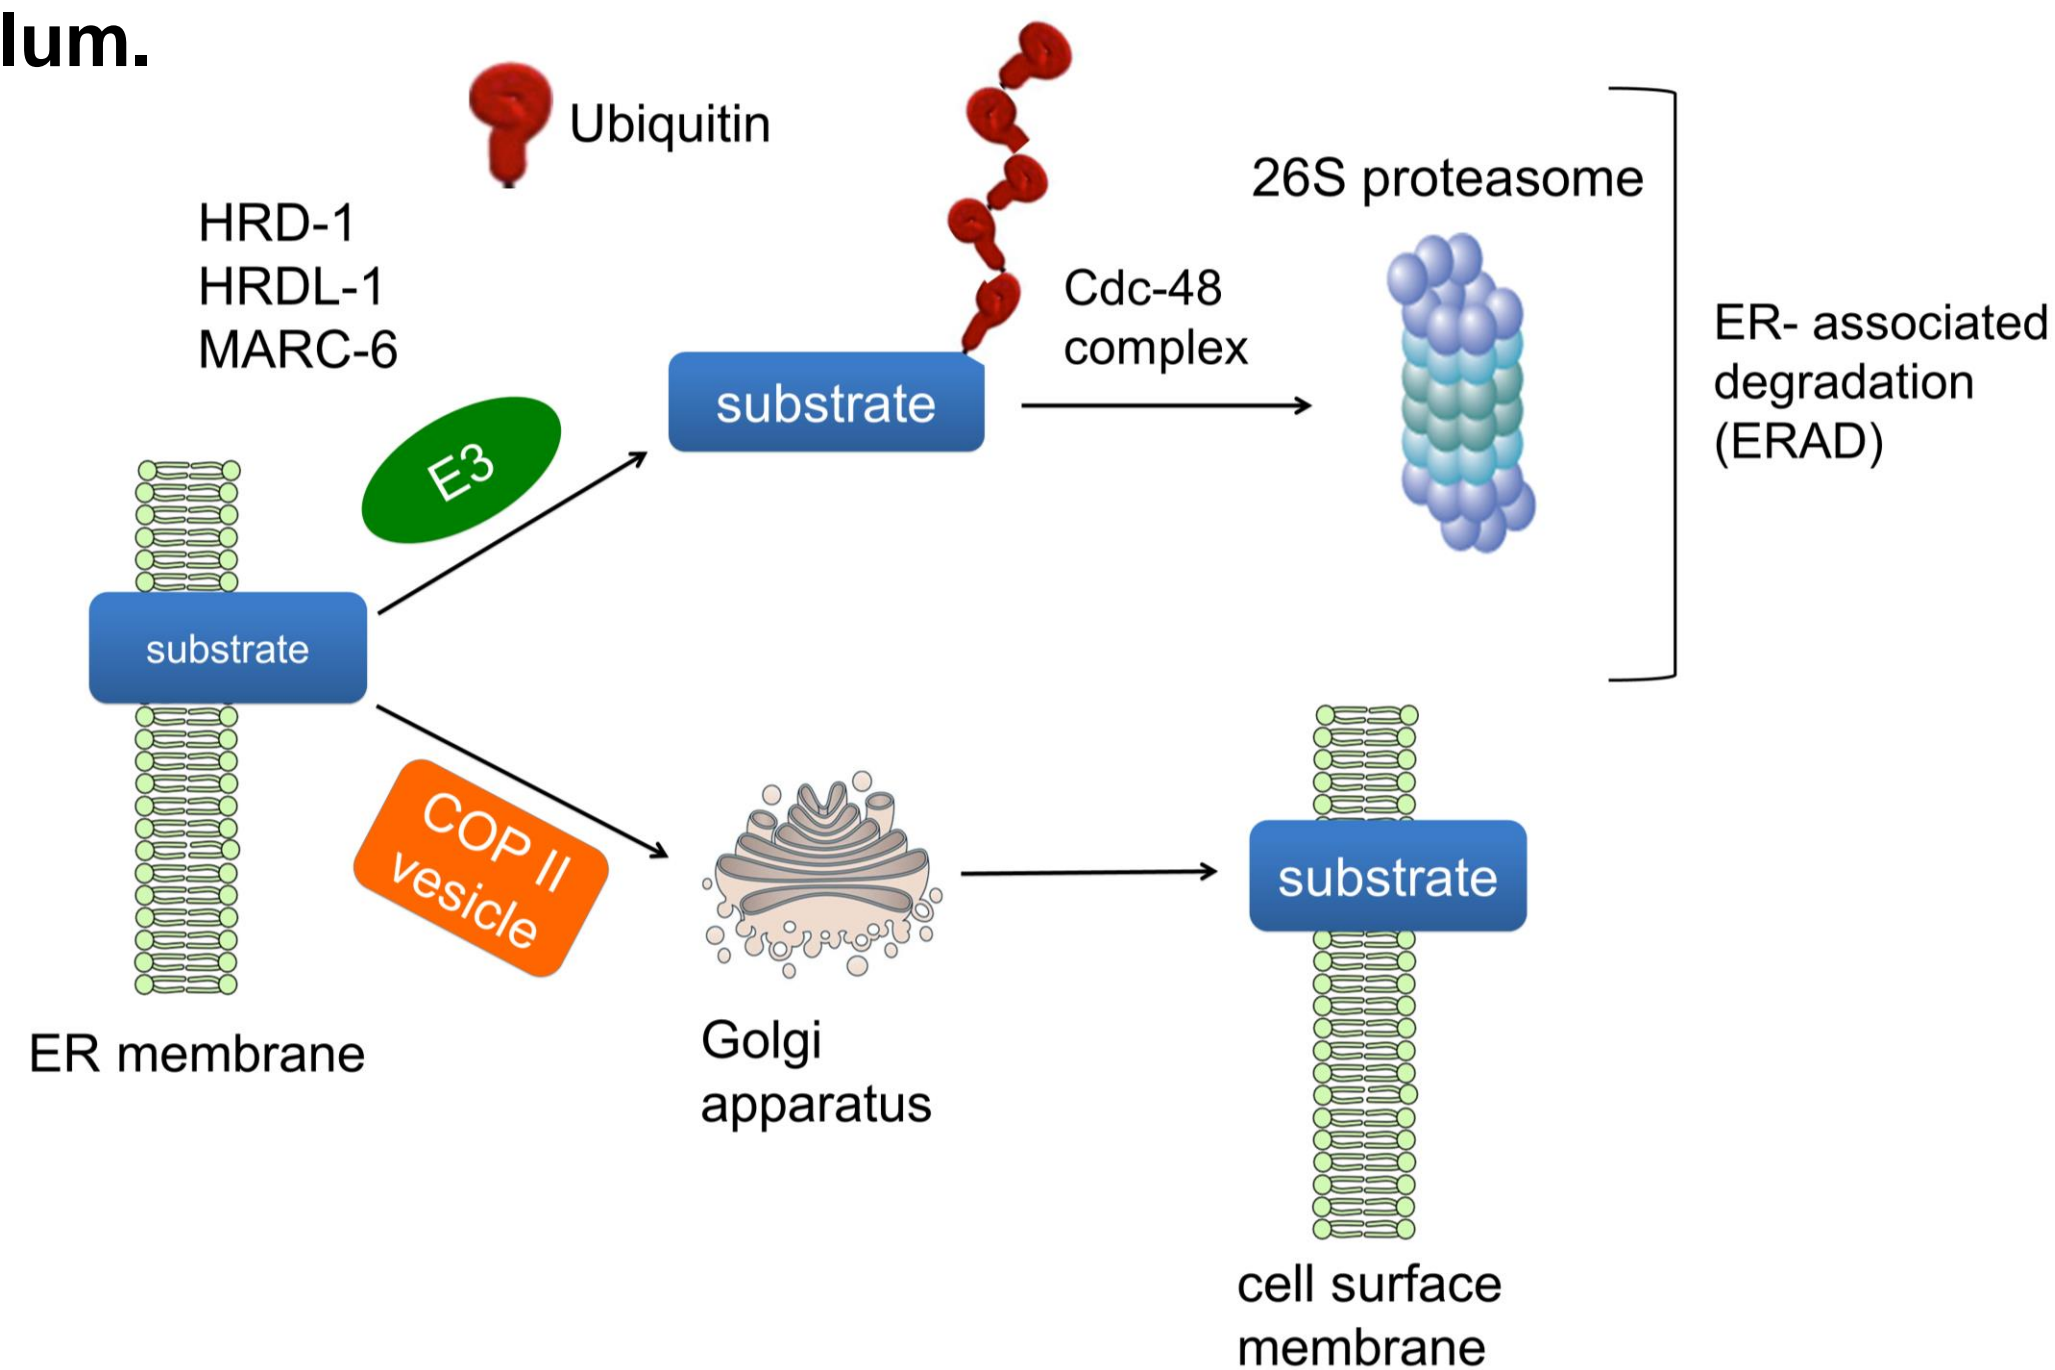 lum.
Ubiquitin
HRD-1
HRDL-1
MARC-6
E3
substrate
Cdc-48
complex
26S proteasome
ER- associated
degradation
(ERAD)
substrate
COP II
vesicle
ER membrane
Golgi
apparatus
substrate
cell surface
membrane